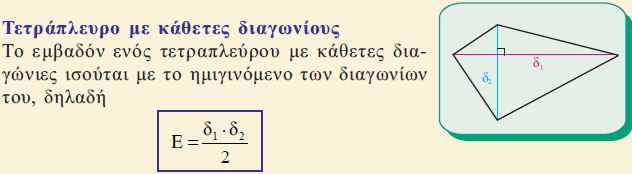 Τετράπλευρο με κάθετες διαγωνίους
Το εμβαδόν ενός τετραπλεύρου με κάθετες δια-
γώνιες ισούται με το ημιγινόμενο των διαγωνίων
του, δηλαδή
E = δ₁ · δ₂ / 2
δ₁
δ₂